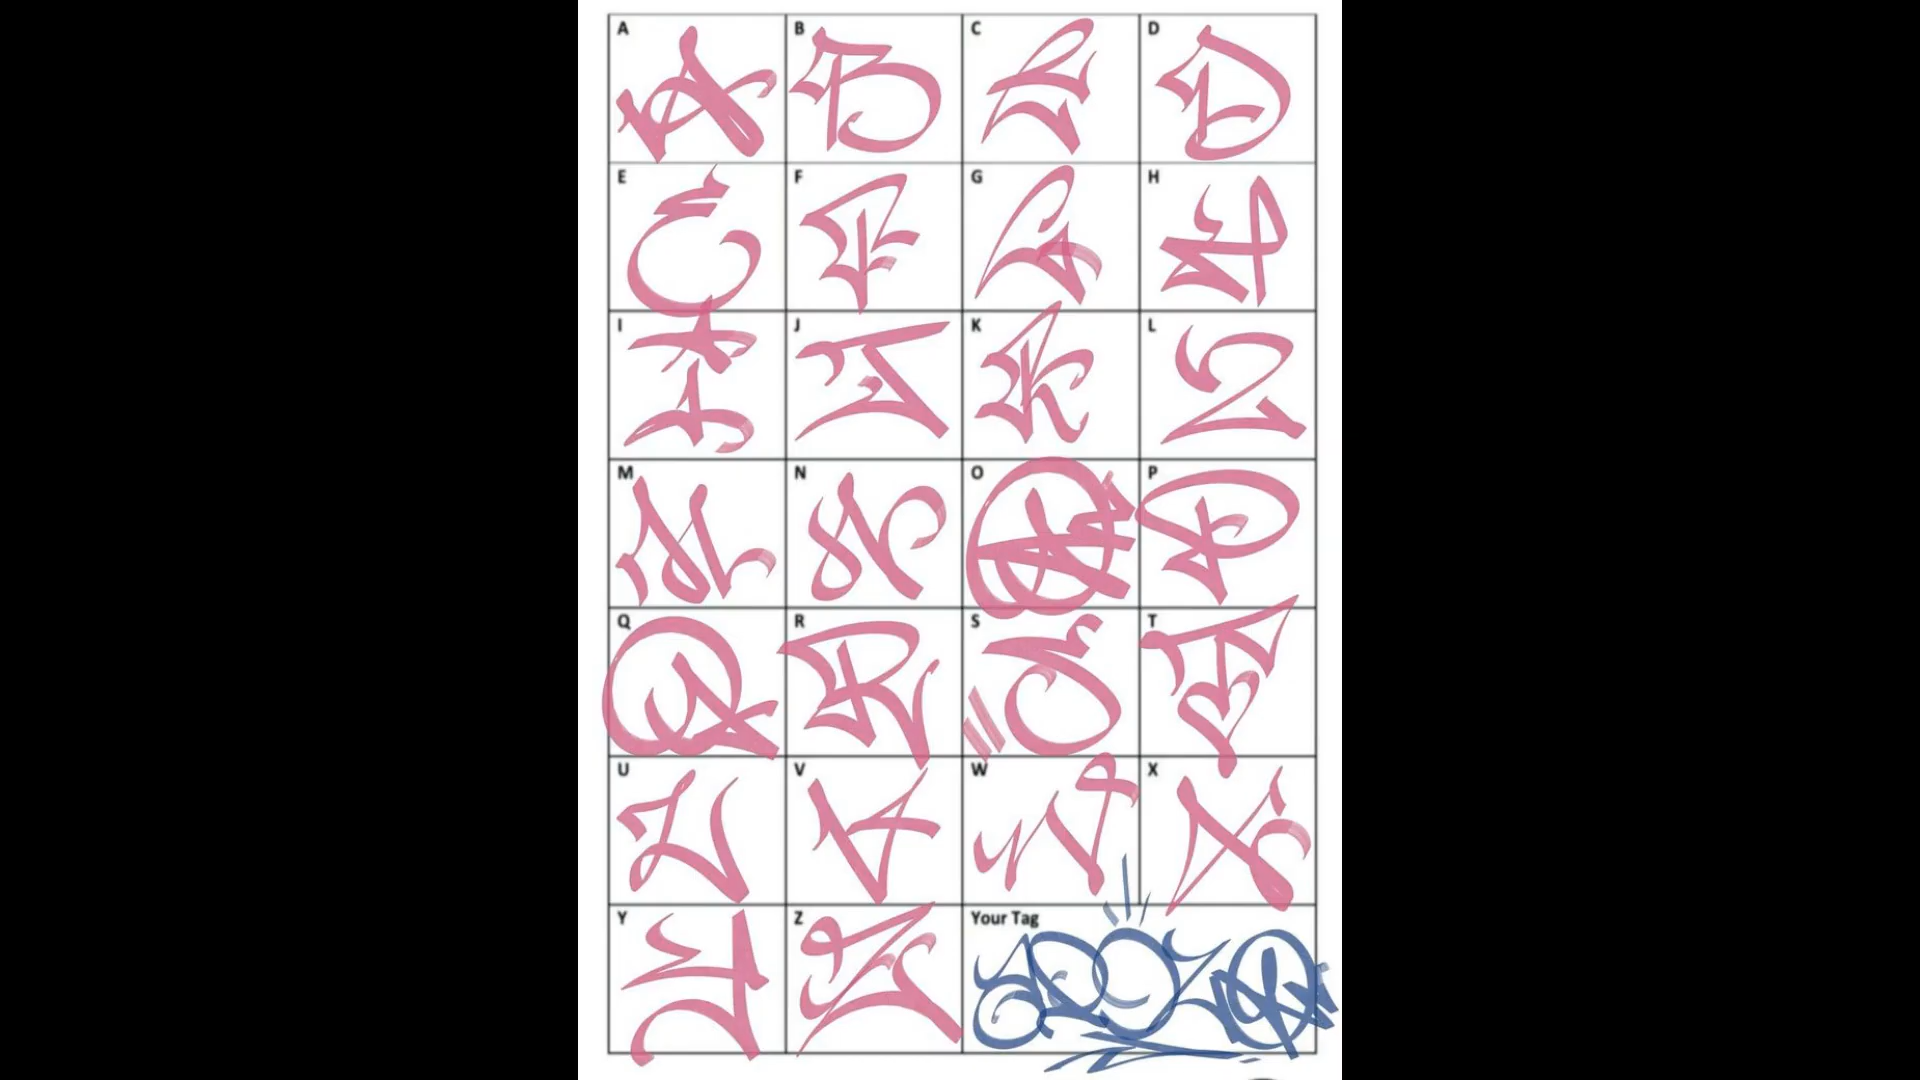 A B C D
A B C D
E F G H
E F G H
I J K L
I J K L
M N O P
M N O P
Q R S T
Q R S T
U V W X
U V W X
Y Z Your Tag
Y Z